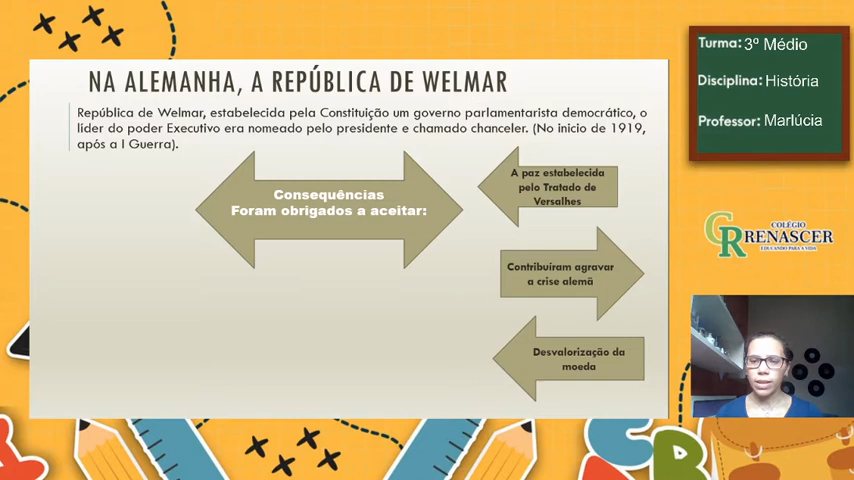 NA ALEMANHA, A REPÚBLICA DE WELMAR
República de Welmar, estabelecida pela Constituição um governo parlamentarista democrático, o
líder do poder Executivo era nomeado pelo presidente e chamado chanceler. (No inicio de 1919,
após a I Guerra).
Consequências
Foram obrigados a aceitar:
A paz estabelecida
pelo Tratado de
Versalhes
Contribuíram agravar
a crise alemã
Desvalorização da
moeda
Turma: 3º Médio
Disciplina: História
Professor: Marlúcia
COLÉGIO
CR RENASCER
EDUCANDO PARA A VIDA